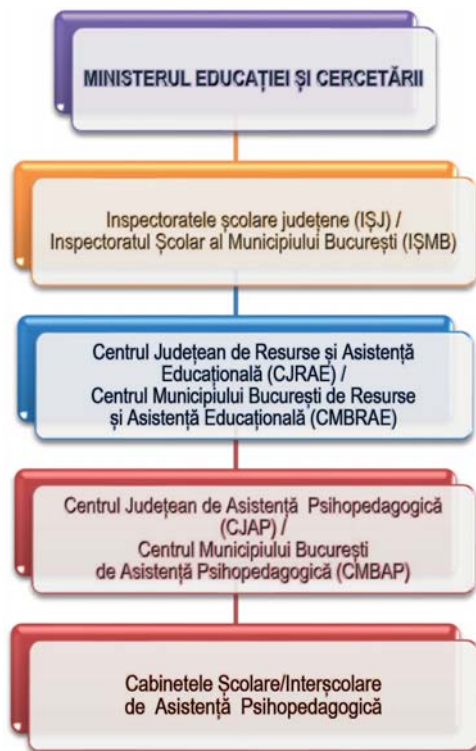 MINISTERUL EDUCAȚIEI ȘI CERCETĂRII
Inspectoratele școlare județene (IȘJ) /
Inspectoratul Școlar al Municipiului București (IȘMB)
Centrul Județean de Resurse și Asistență
Educațională (CJRAE) /
Centrul Municipiului București de Resurse
și Asistență Educațională (CMBRAE)
Centrul Județean de Asistență Psihopedagogică
(CJAP) /
Centrul Municipiului București
de Asistență Psihopedagogică (CMBAP)
Cabinetele Școlare/Interșcolare
de Asistență Psihopedagogică